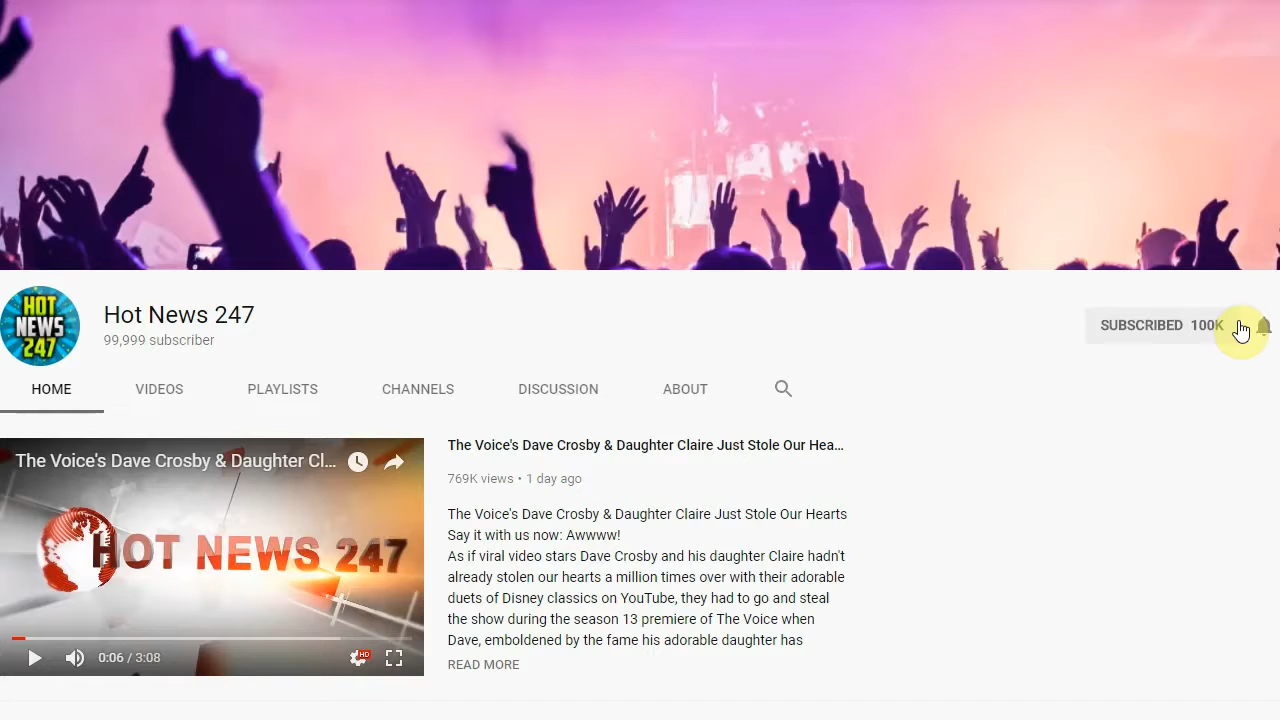 HOT
NEWS
247
Hot News 247
99,999 subscriber
SUBSCRIBED 100K
HOME VIDEOS PLAYLISTS CHANNELS DISCUSSION ABOUT
The Voice's Dave Crosby & Daughter Cl...
HOT NEWS 247
0:06 / 3:08
HD
The Voice's Dave Crosby & Daughter Claire Just Stole Our Hea...
769K views • 1 day ago
The Voice's Dave Crosby & Daughter Claire Just Stole Our Hearts
Say it with us now: Awwww!
As if viral video stars Dave Crosby and his daughter Claire hadn't
already stolen our hearts a million times over with their adorable
duets of Disney classics on YouTube, they had to go and steal
the show during the season 13 premiere of The Voice when
Dave, emboldened by the fame his adorable daughter has
READ MORE